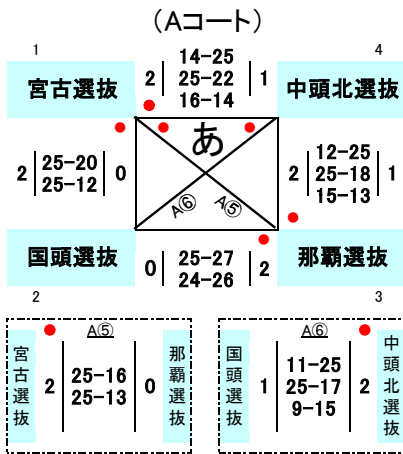 （Aコート）
1
4
宮古選抜
2
14-25
25-22
16-14
1
中頭北選抜
2
25-20
25-12
0
あ
A⑥
A⑤
2
12-25
25-18
15-13
1
国頭選抜
0
25-27
24-26
2
那覇選抜
2
3
宮古選抜
A⑤
2
25-16
25-13
0
那覇選抜
国頭選抜
A⑥
1
11-25
25-17
9-15
2
中頭北選抜